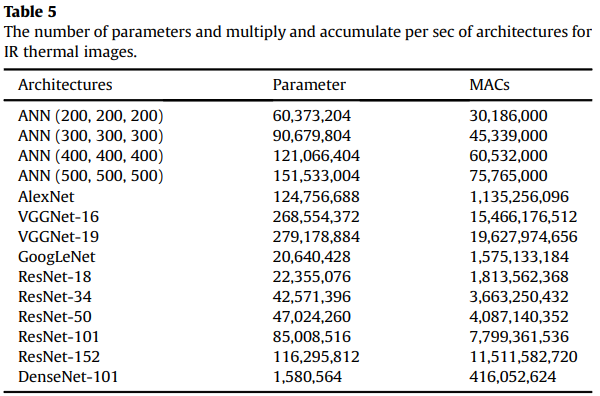 Table 5
The number of parameters and multiply and accumulate per sec of architectures for
IR thermal images.
Architectures Parameter MACs
ANN (200, 200, 200) 60,373,204 30,186,000
ANN (300, 300, 300) 90,679,804 45,339,000
ANN (400, 400, 400) 121,066,404 60,532,000
ANN (500, 500, 500) 151,533,004 75,765,000
AlexNet 124,756,688 1,135,256,096
VGGNet-16 268,554,372 15,466,176,512
VGGNet-19 279,178,884 19,627,974,656
GoogLeNet 20,640,428 1,575,133,184
ResNet-18 22,355,076 1,813,562,368
ResNet-34 42,571,396 3,663,250,432
ResNet-50 47,024,260 4,087,140,352
ResNet-101 85,008,516 7,799,361,536
ResNet-152 116,295,812 11,511,582,720
DenseNet-101 1,580,564 416,052,624